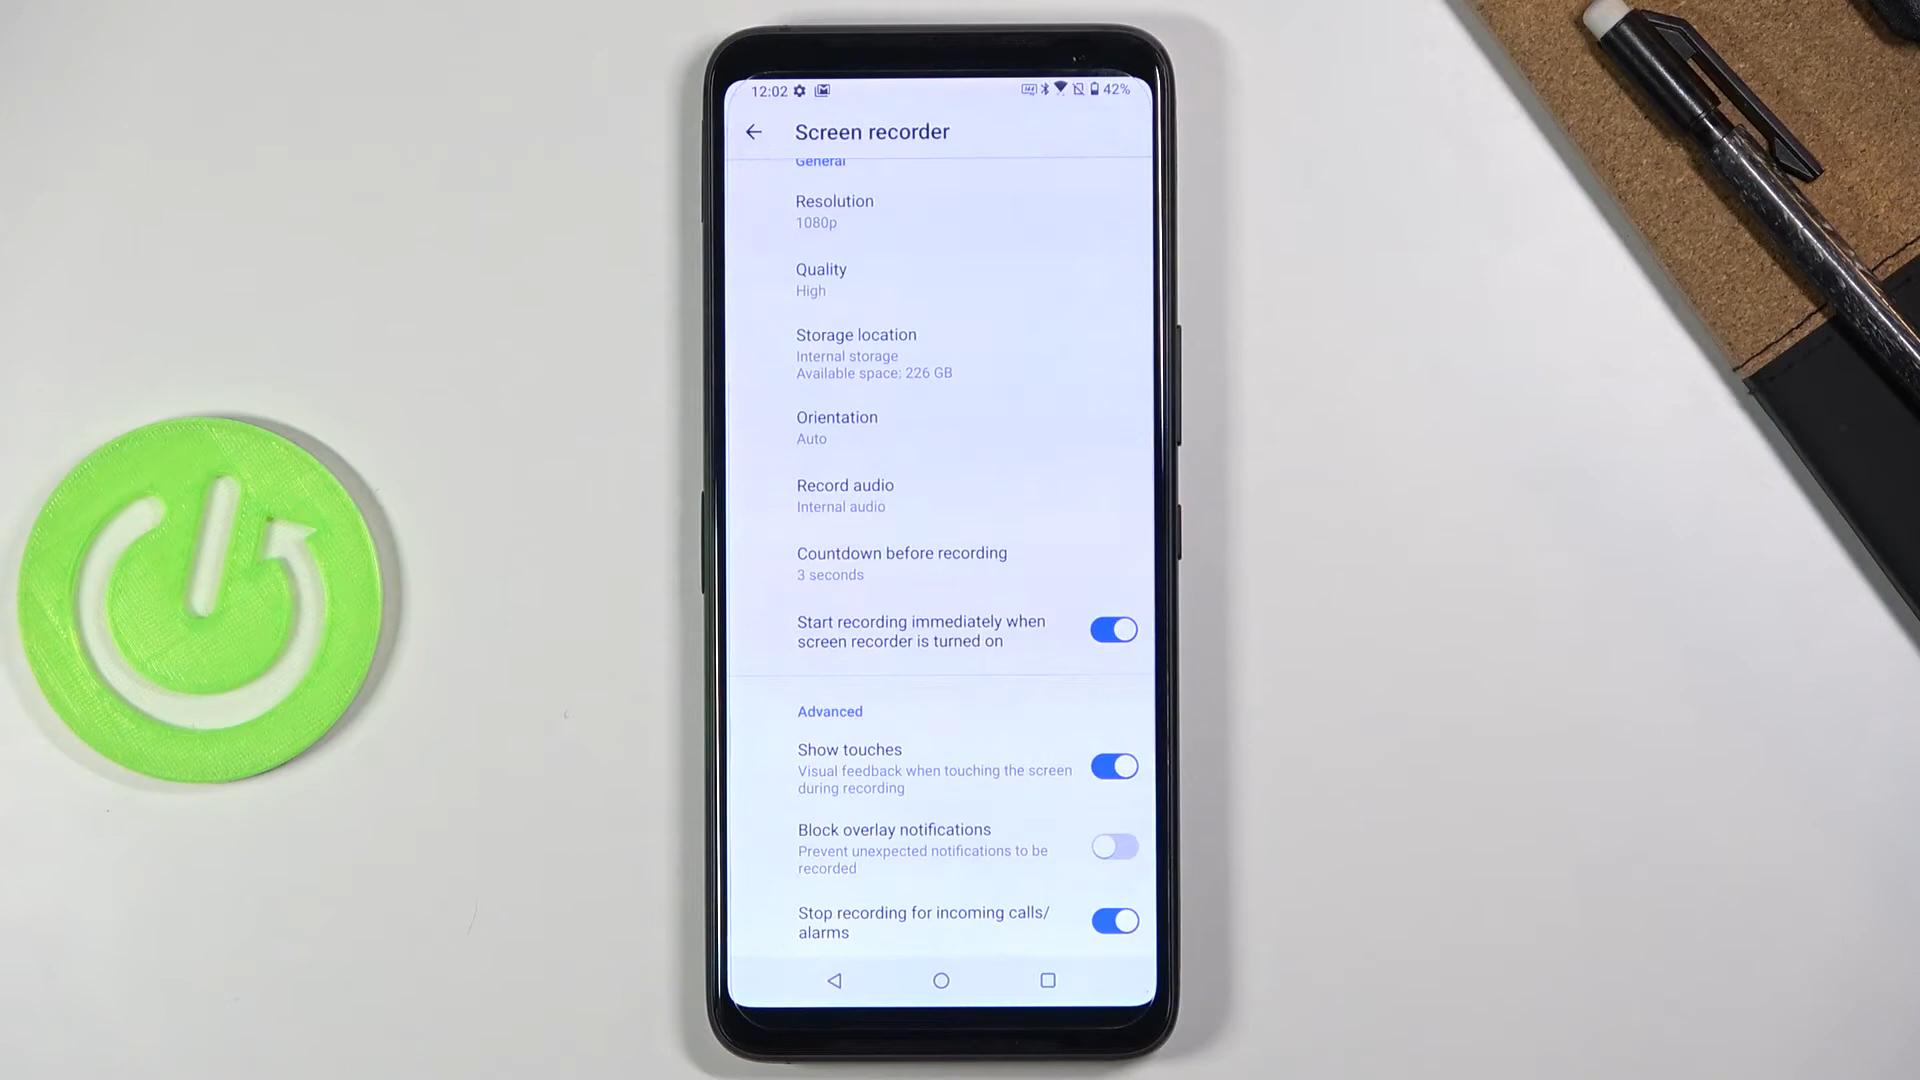 12:02 42%
Screen recorder
General
Resolution
1080p
Quality
High
Storage location
Internal storage
Available space: 226 GB
Orientation
Auto
Record audio
Internal audio
Countdown before recording
3 seconds
Start recording immediately when
screen recorder is turned on
Advanced
Show touches
Visual feedback when touching the screen
during recording
Block overlay notifications
Prevent unexpected notifications to be
recorded
Stop recording for incoming calls/
alarms